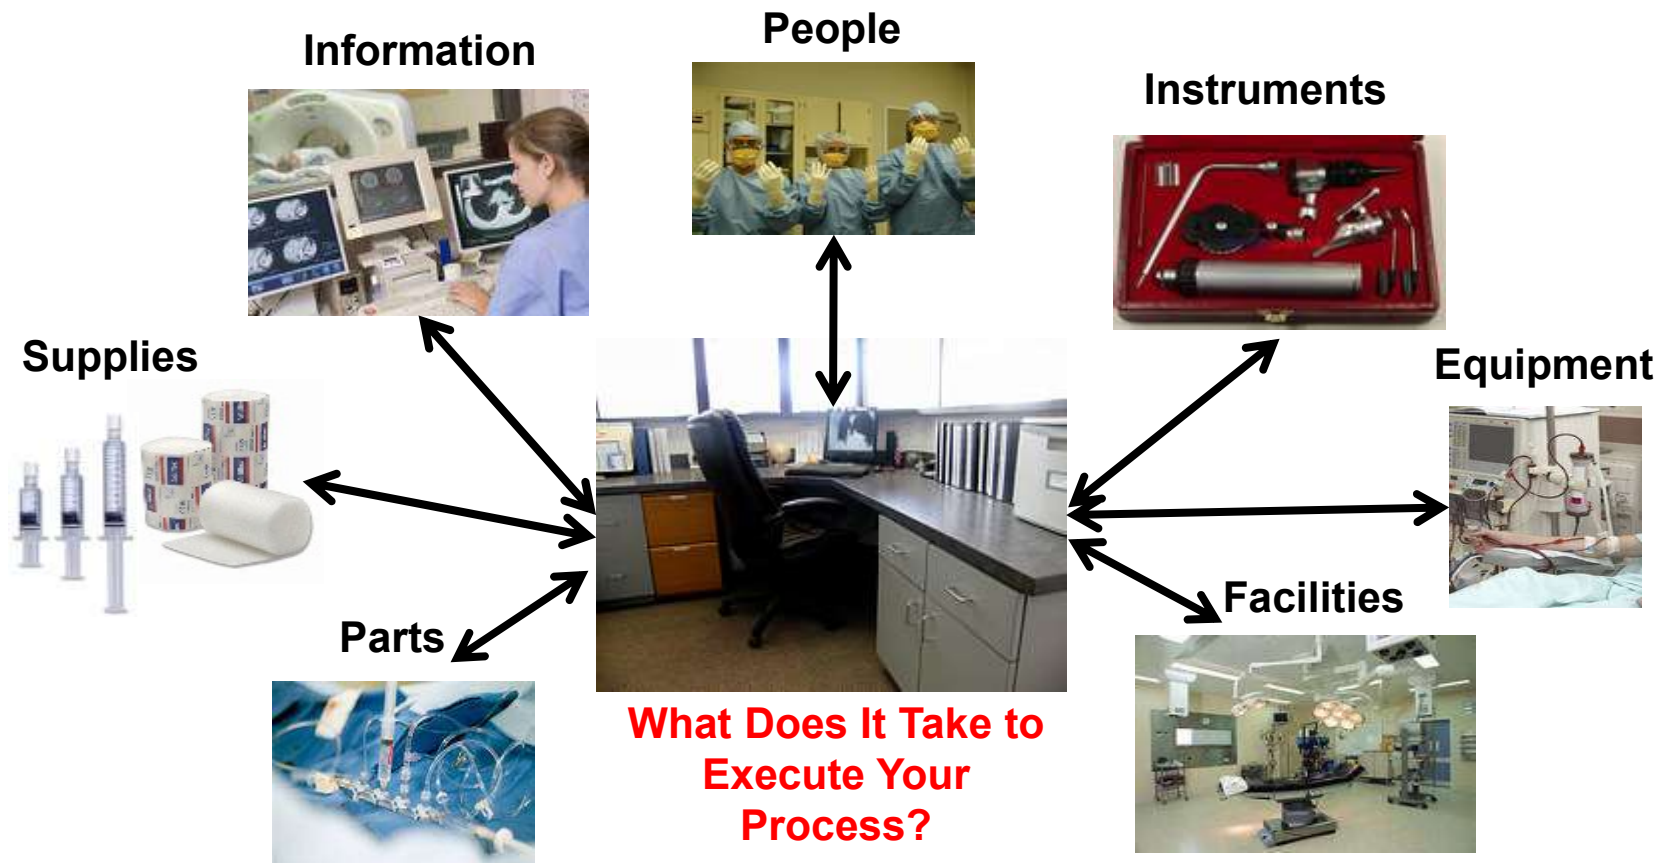 People
Information
Instruments
Supplies
Equipment
Facilities
Parts
What Does It Take to
Execute Your
Process?